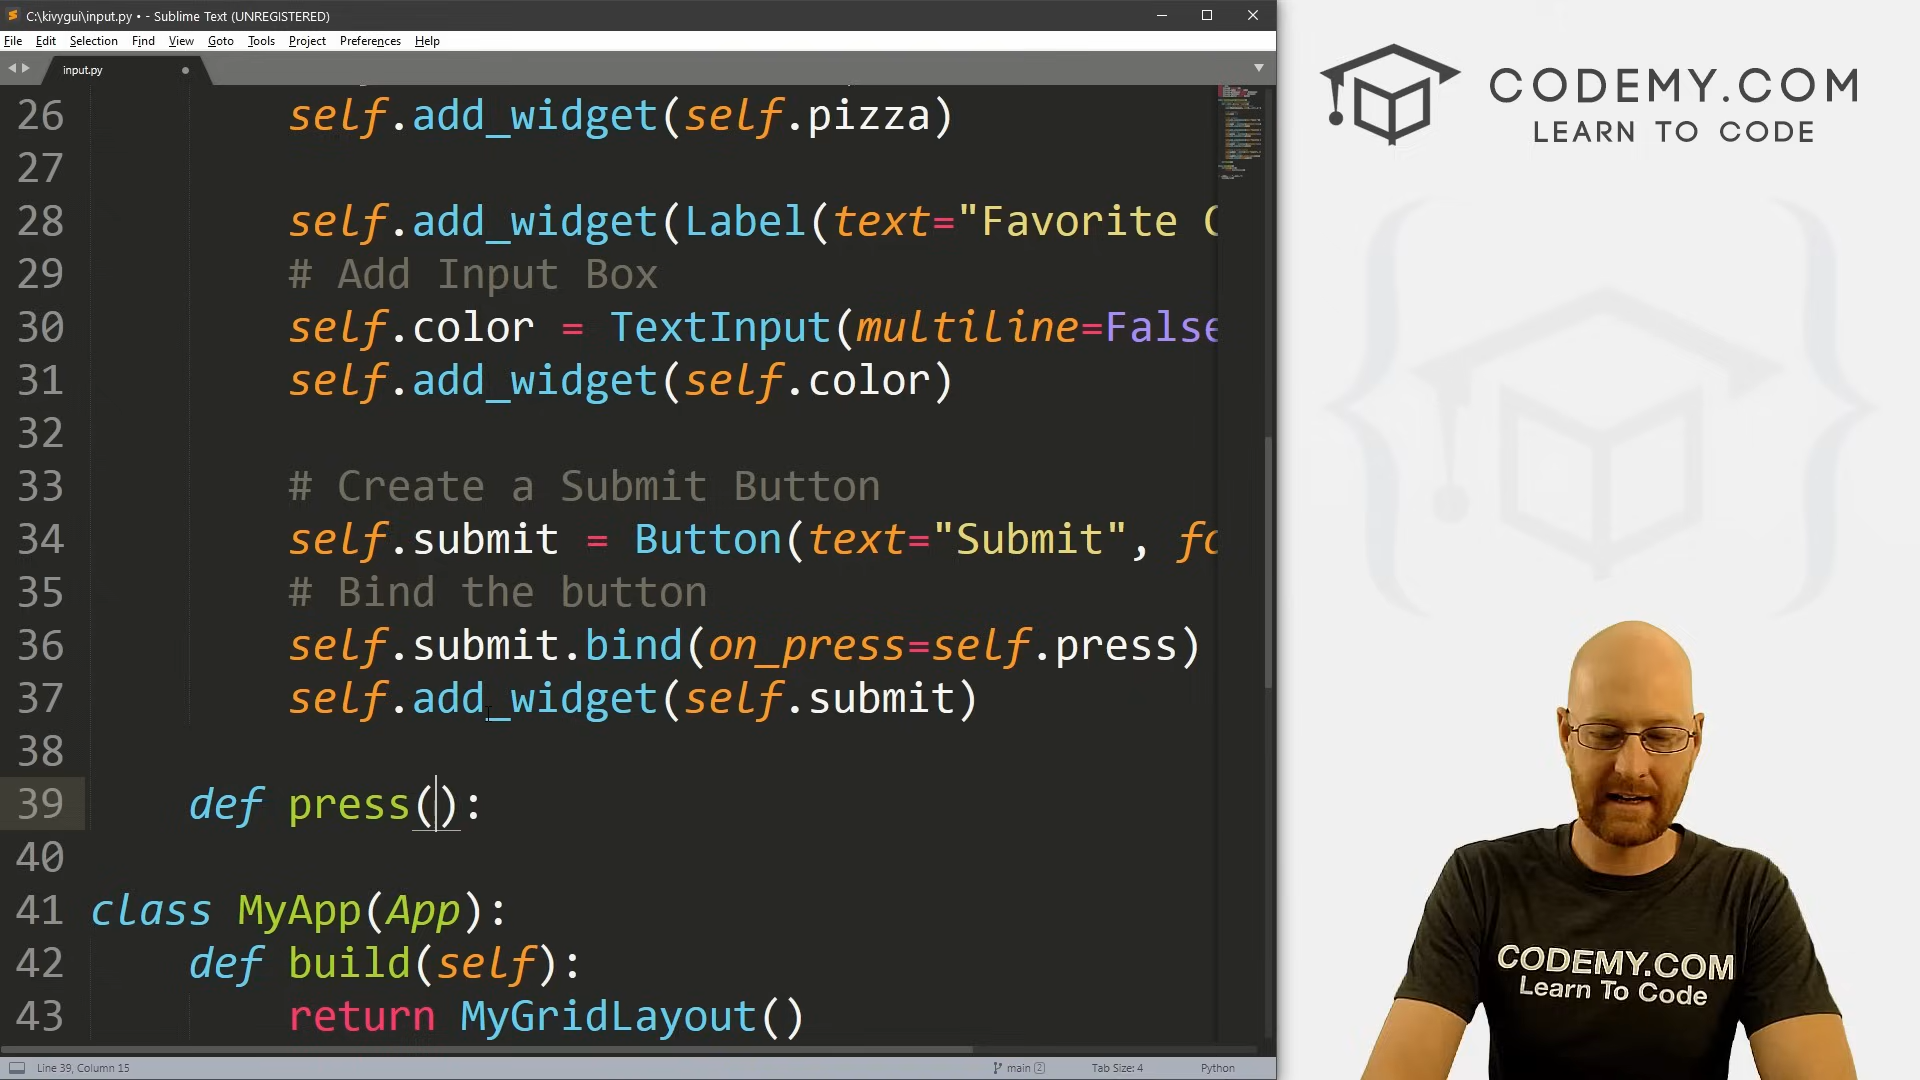 C:\kivygui\input.py • - Sublime Text (UNREGISTERED)
File Edit Selection Find View Goto Tools Project Preferences Help
input.py
26 self.add_widget(self.pizza)
27
28 self.add_widget(Label(text="Favorite C
29 # Add Input Box
30 self.color = TextInput(multiline=False
31 self.add_widget(self.color)
32
33 # Create a Submit Button
34 self.submit = Button(text="Submit", fo
35 # Bind the button
36 self.submit.bind(on_press=self.press)
37 self.add_widget(self.submit)
38
39 def press():
40
41 class MyApp(App):
42 def build(self):
43 return MyGridLayout()
Line 39, Column 15 main 2 Tab Size: 4 Python
CODEMY.COM
LEARN TO CODE
CODEMY.COM
Learn To Code